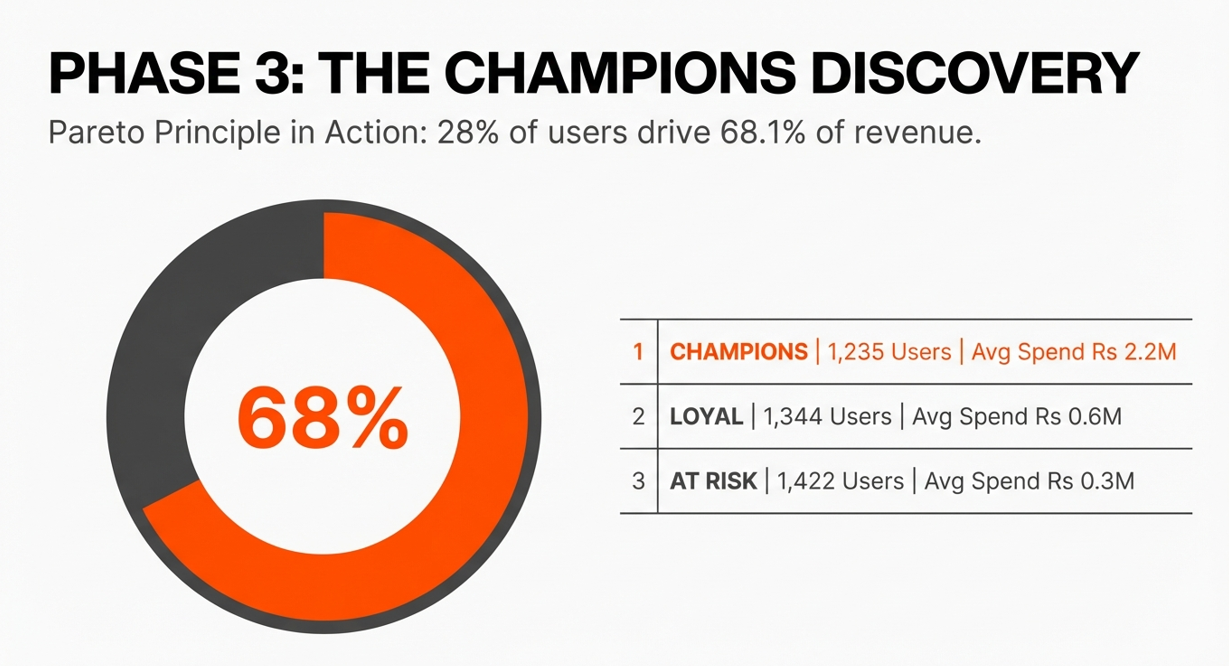 PHASE 3: THE CHAMPIONS DISCOVERY
Pareto Principle in Action: 28% of users drive 68.1% of revenue.
68%
1 CHAMPIONS | 1,235 Users | Avg Spend Rs 2.2M
2 LOYAL | 1,344 Users | Avg Spend Rs 0.6M
3 AT RISK | 1,422 Users | Avg Spend Rs 0.3M